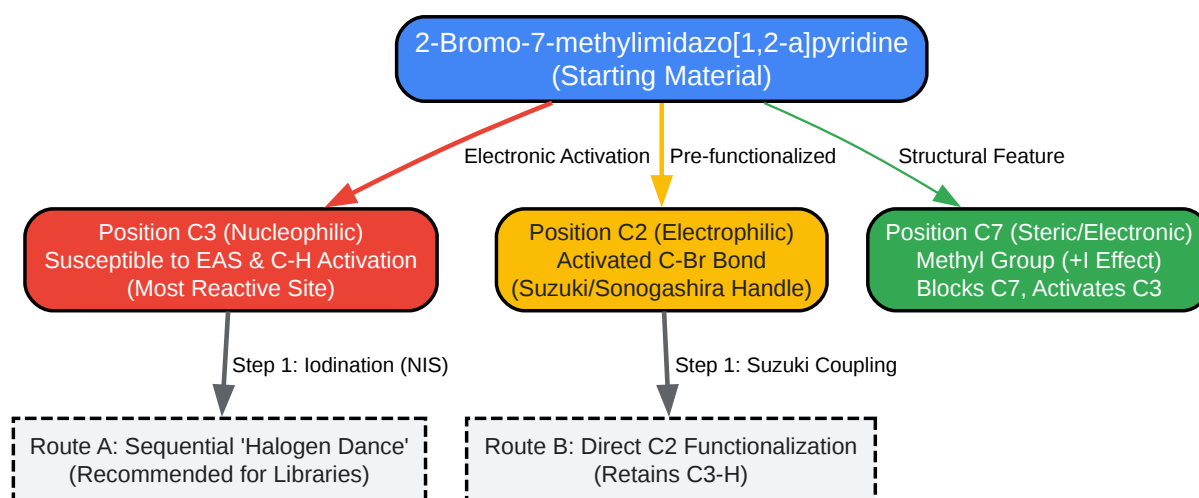 2-Bromo-7-methylimidazo[1,2-a]pyridine
(Starting Material)
Electronic Activation
Pre-functionalized
Structural Feature
Position C3 (Nucleophilic)
Susceptible to EAS & C-H Activation
(Most Reactive Site)
Position C2 (Electrophilic)
Activated C-Br Bond
(Suzuki/Sonogashira Handle)
Position C7 (Steric/Electronic)
Methyl Group (+I Effect)
Blocks C7, Activates C3
Step 1: Iodination (NIS)
Step 1: Suzuki Coupling
Route A: Sequential 'Halogen Dance'
(Recommended for Libraries)
Route B: Direct C2 Functionalization
(Retains C3-H)